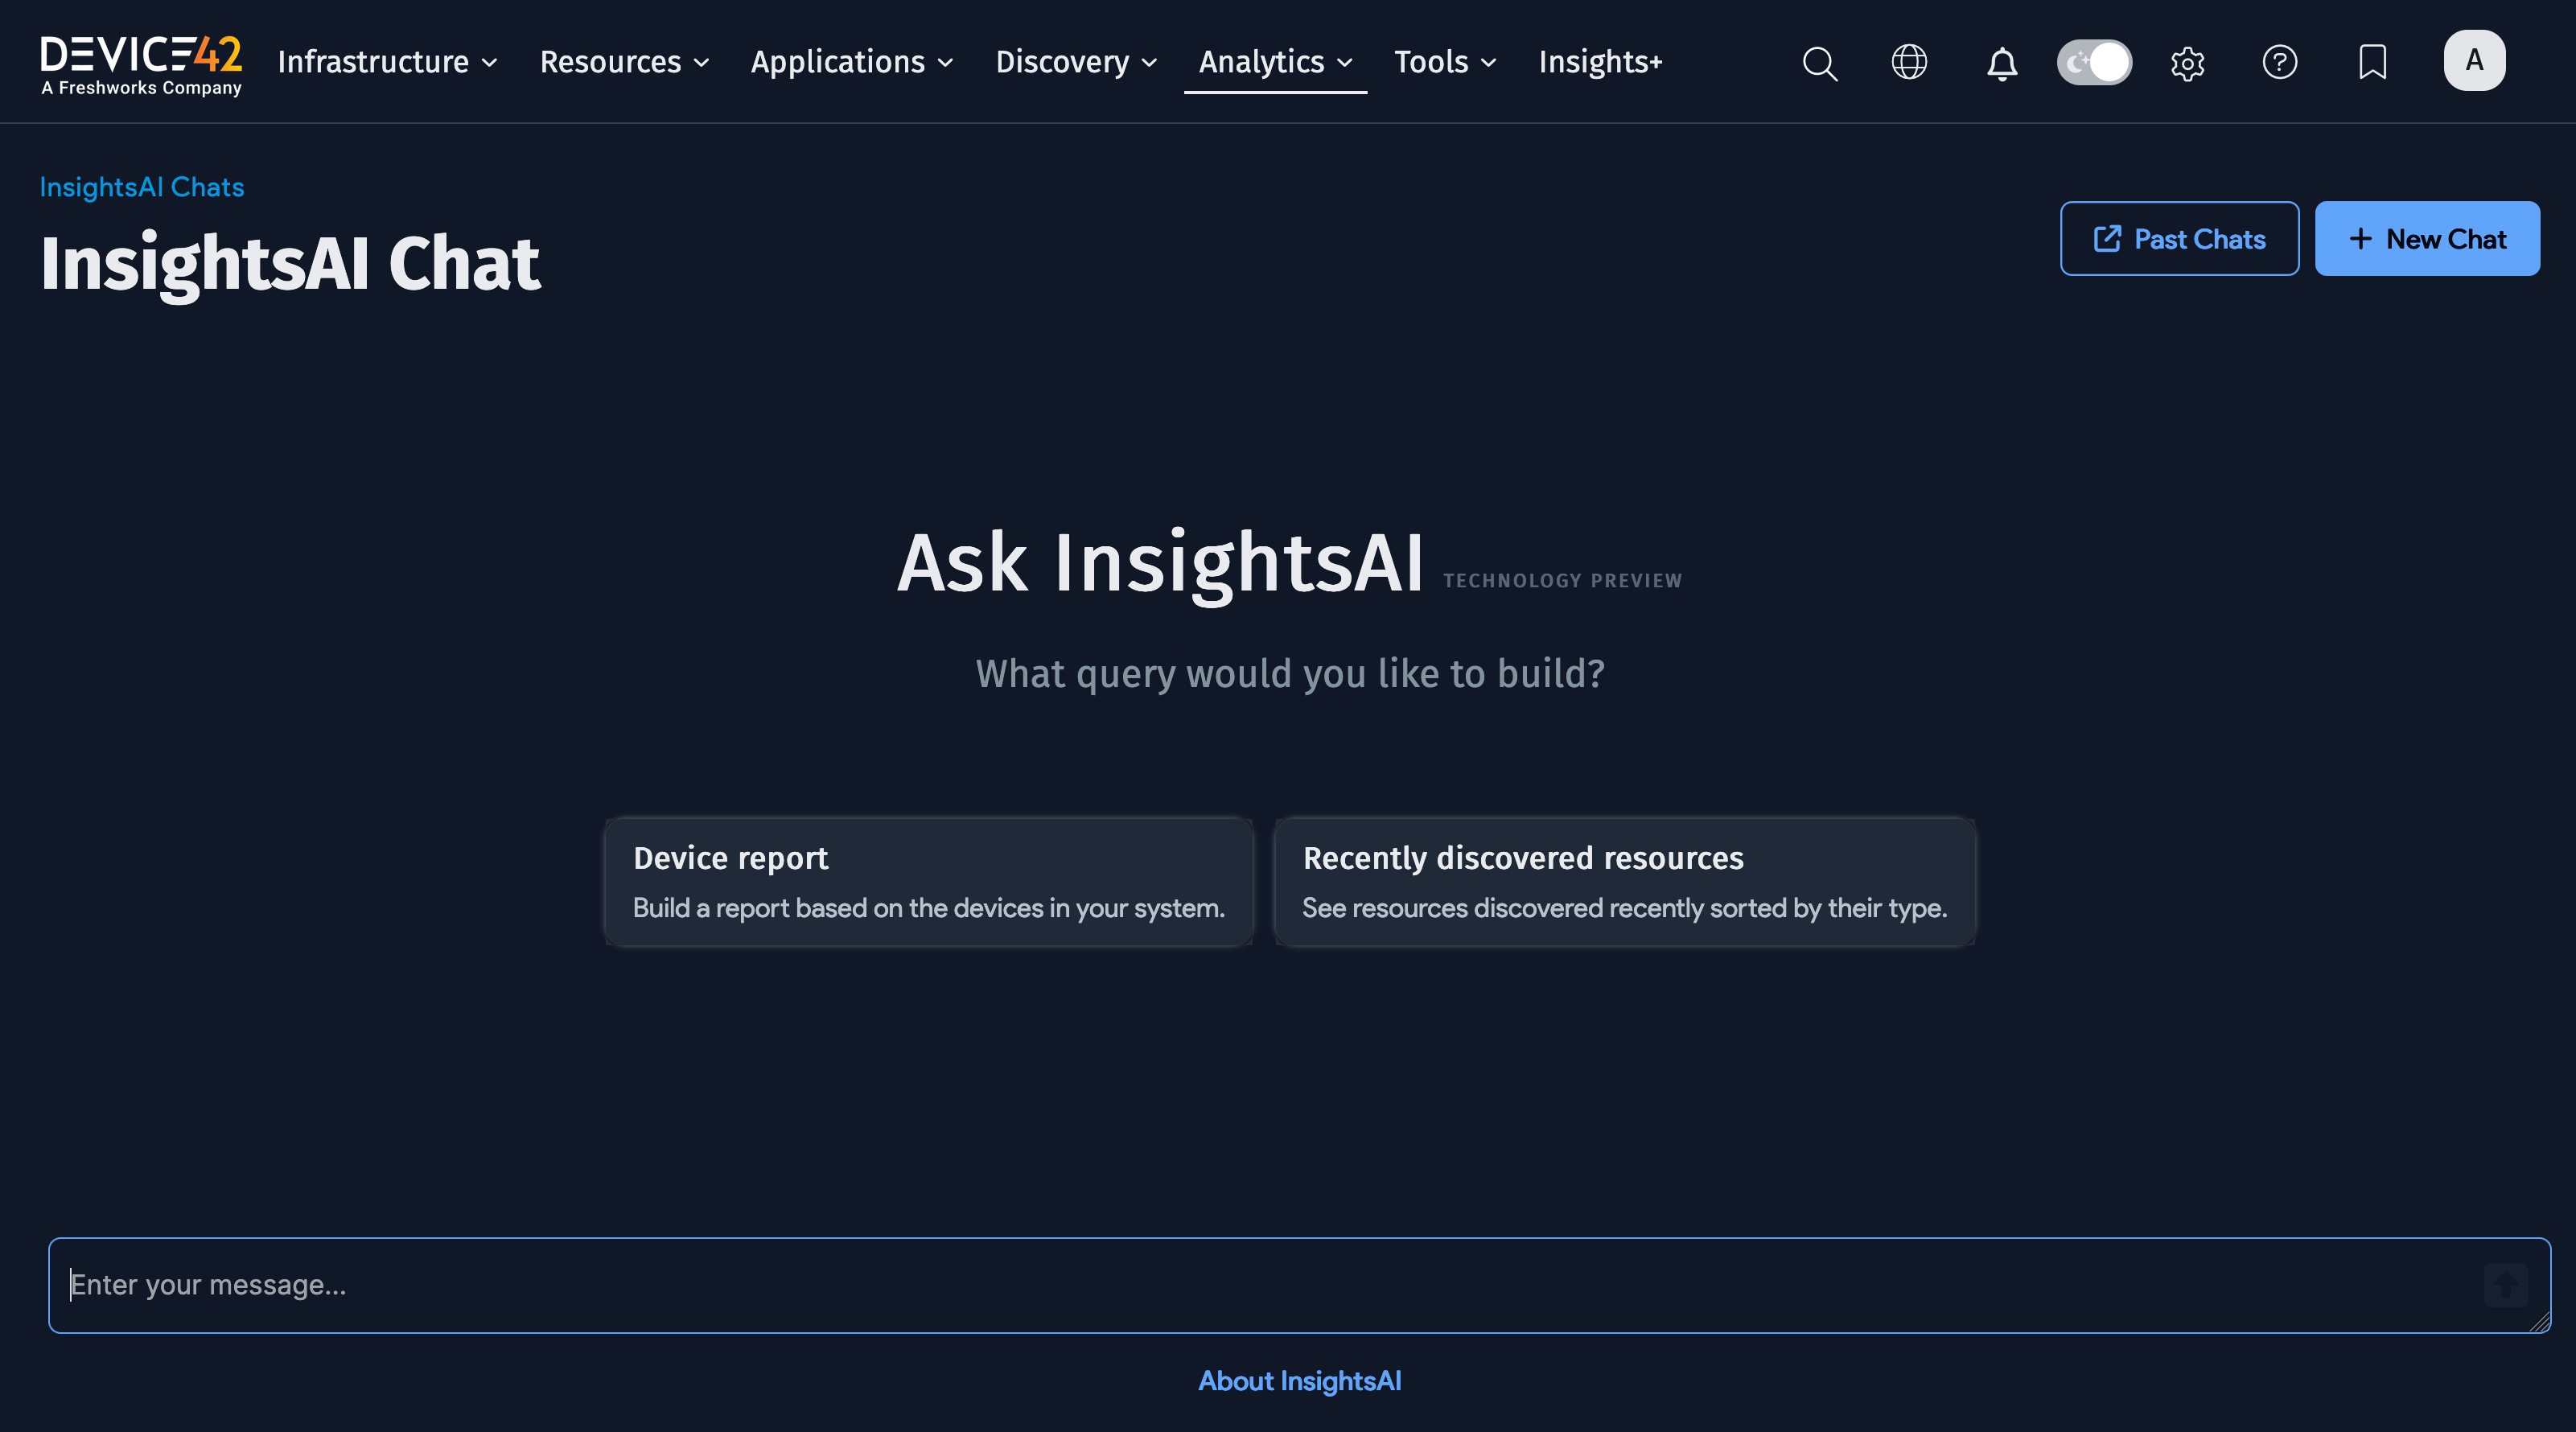 DEVICE42
A Freshworks Company
Infrastructure
Resources
Applications
Discovery
Analytics
Tools
Insights+
?
A
InsightsAI Chats
InsightsAI Chat
Past Chats
+ New Chat
Ask InsightsAI TECHNOLOGY PREVIEW
What query would you like to build?
Device report
Build a report based on the devices in your system.
Recently discovered resources
See resources discovered recently sorted by their type.
Enter your message...
About InsightsAI